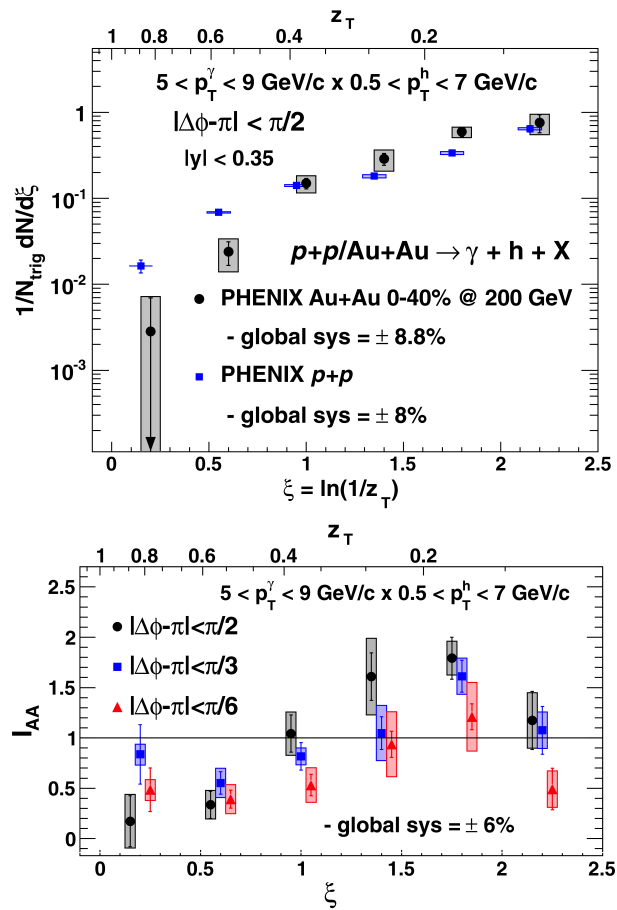 z_T
1 0.8 0.6 0.4 0.2
5 < p_T^γ < 9 GeV/c x 0.5 < p_T^h < 7 GeV/c
|Δϕ-π| < π/2
|y| < 0.35
1
10^-1
10^-2
10^-3
1/N_trig dN/dξ
p+p/Au+Au → γ + h + X
PHENIX Au+Au 0-40% @ 200 GeV
- global sys = ± 8.8%
PHENIX p+p
- global sys = ± 8%
0 0.5 1 1.5 2 2.5
ξ = ln(1/z_T)
z_T
1 0.8 0.6 0.4 0.2
5 < p_T^γ < 9 GeV/c x 0.5 < p_T^h < 7 GeV/c
|Δϕ-π|<π/2
|Δϕ-π|<π/3
|Δϕ-π|<π/6
2.5
2
1.5
1
0.5
0
I_AA
- global sys = ± 6%
0 0.5 1 1.5 2 2.5
ξ